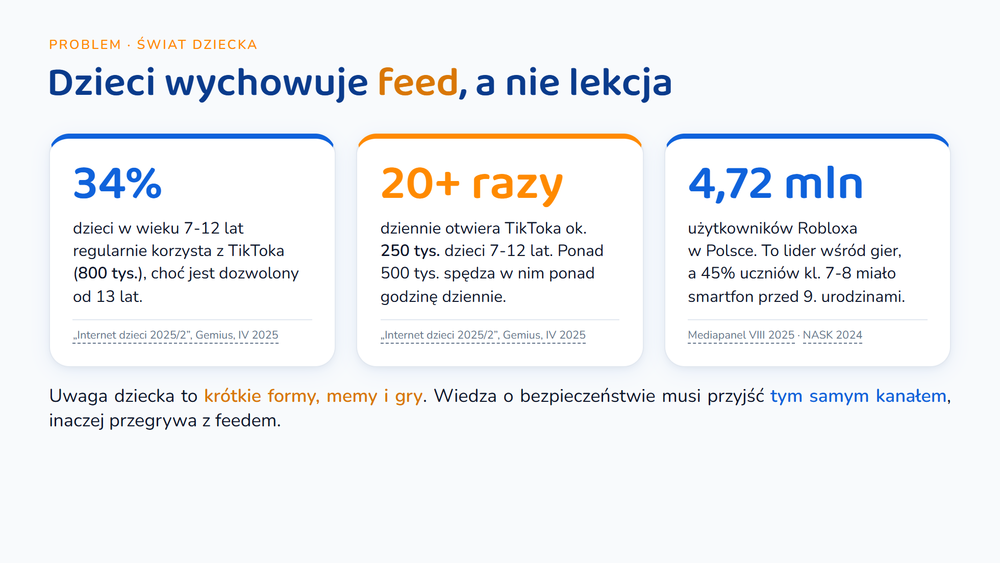 PROBLEM · ŚWIAT DZIECKA
Dzieci wychowuje feed, a nie lekcja
34%
dzieci w wieku 7-12 lat
regularnie korzysta z TikToka
(800 tys.), choć jest dozwolony
od 13 lat.
„Internet dzieci 2025/2”, Gemius, IV 2025
20+ razy
dziennie otwiera TikToka ok.
250 tys. dzieci 7-12 lat. Ponad
500 tys. spędza w nim ponad
godzinę dziennie.
„Internet dzieci 2025/2”, Gemius, IV 2025
4,72 mln
użytkowników Robloxa
w Polsce. To lider wśród gier,
a 45% uczniów kl. 7-8 miało
smartfon przed 9. urodzinami.
Mediapanel VIII 2025 · NASK 2024
Uwaga dziecka to krótkie formy, memy i gry. Wiedza o bezpieczeństwie musi przyjść tym samym kanałem,
inaczej przegrywa z feedem.